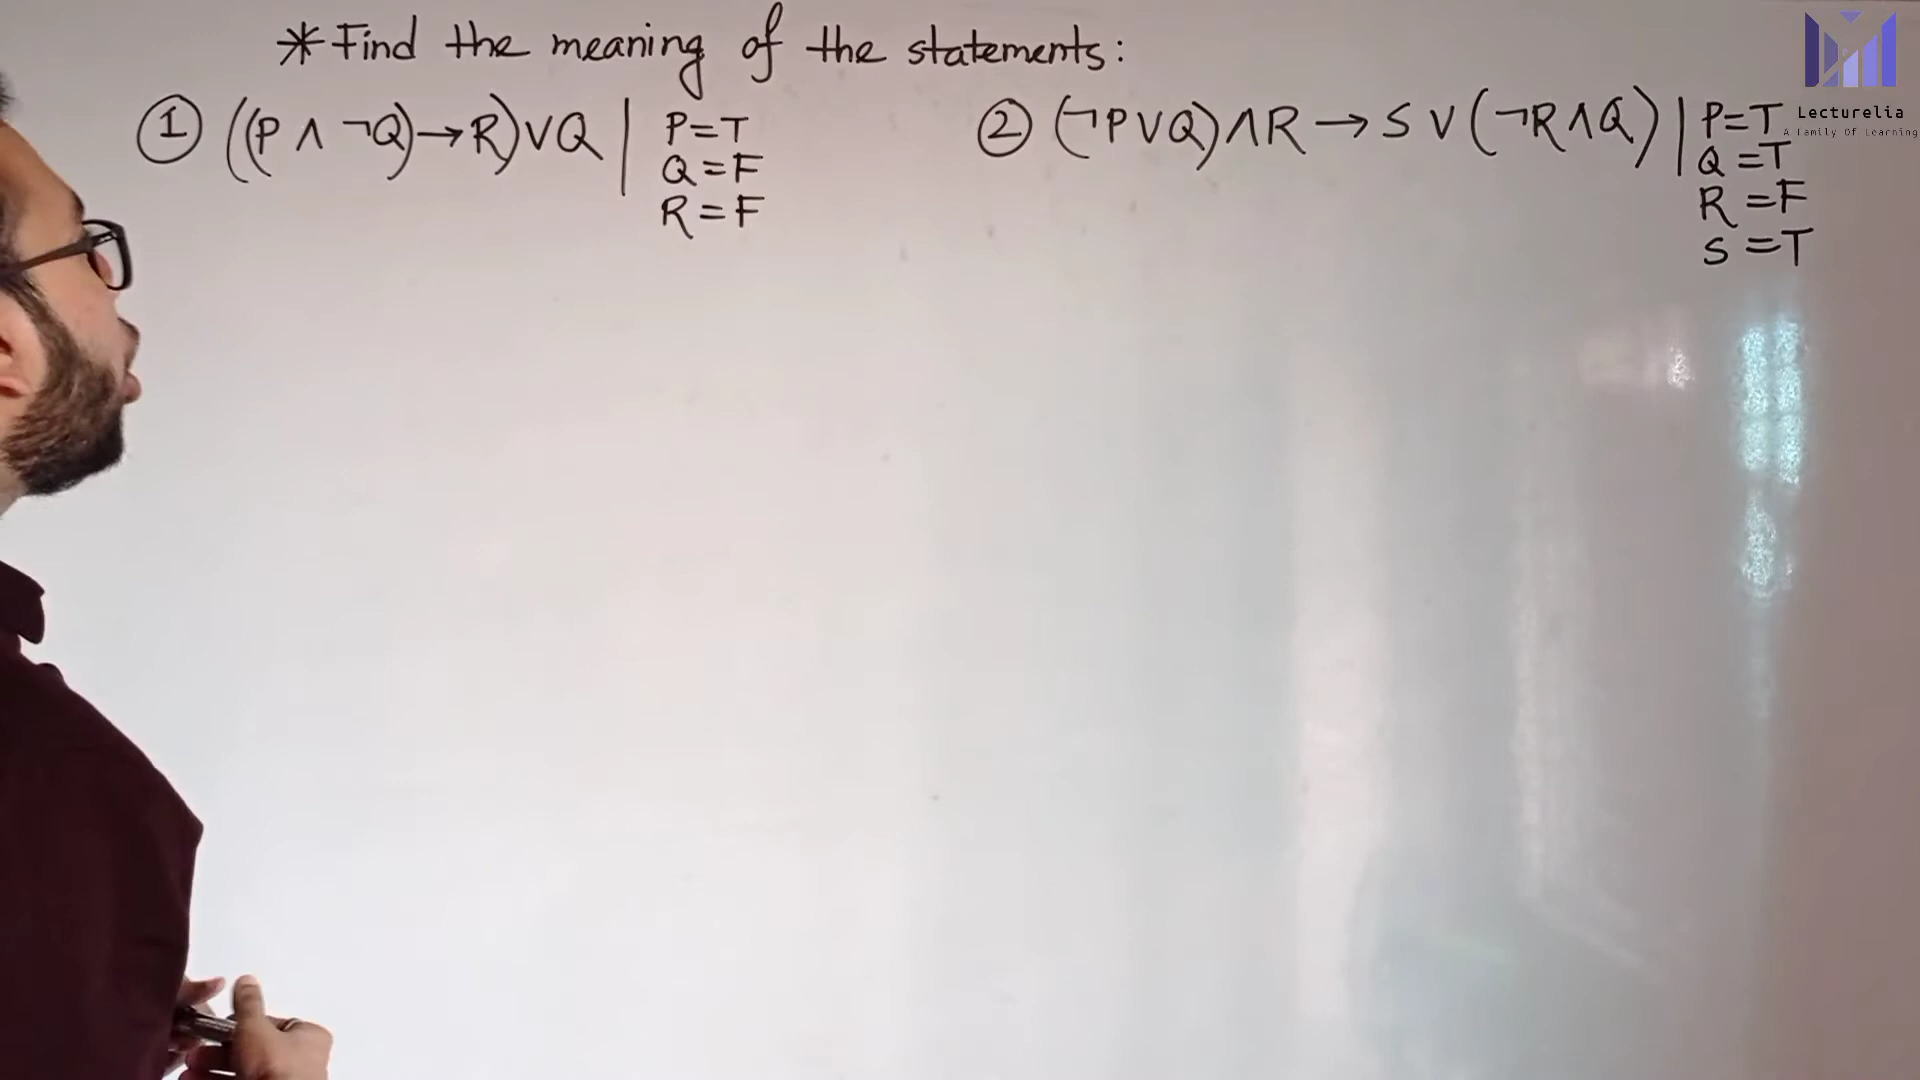 * Find the meaning of the statements:
① ((P ∧ ¬Q) → R) ∨ Q | P=T
Q=F
R=F
② (¬P ∨ Q) ∧ R → S ∨ (¬R ∧ Q) | P=T
Q=T
R=F
S=T
Lecturelia
A Family Of Learning